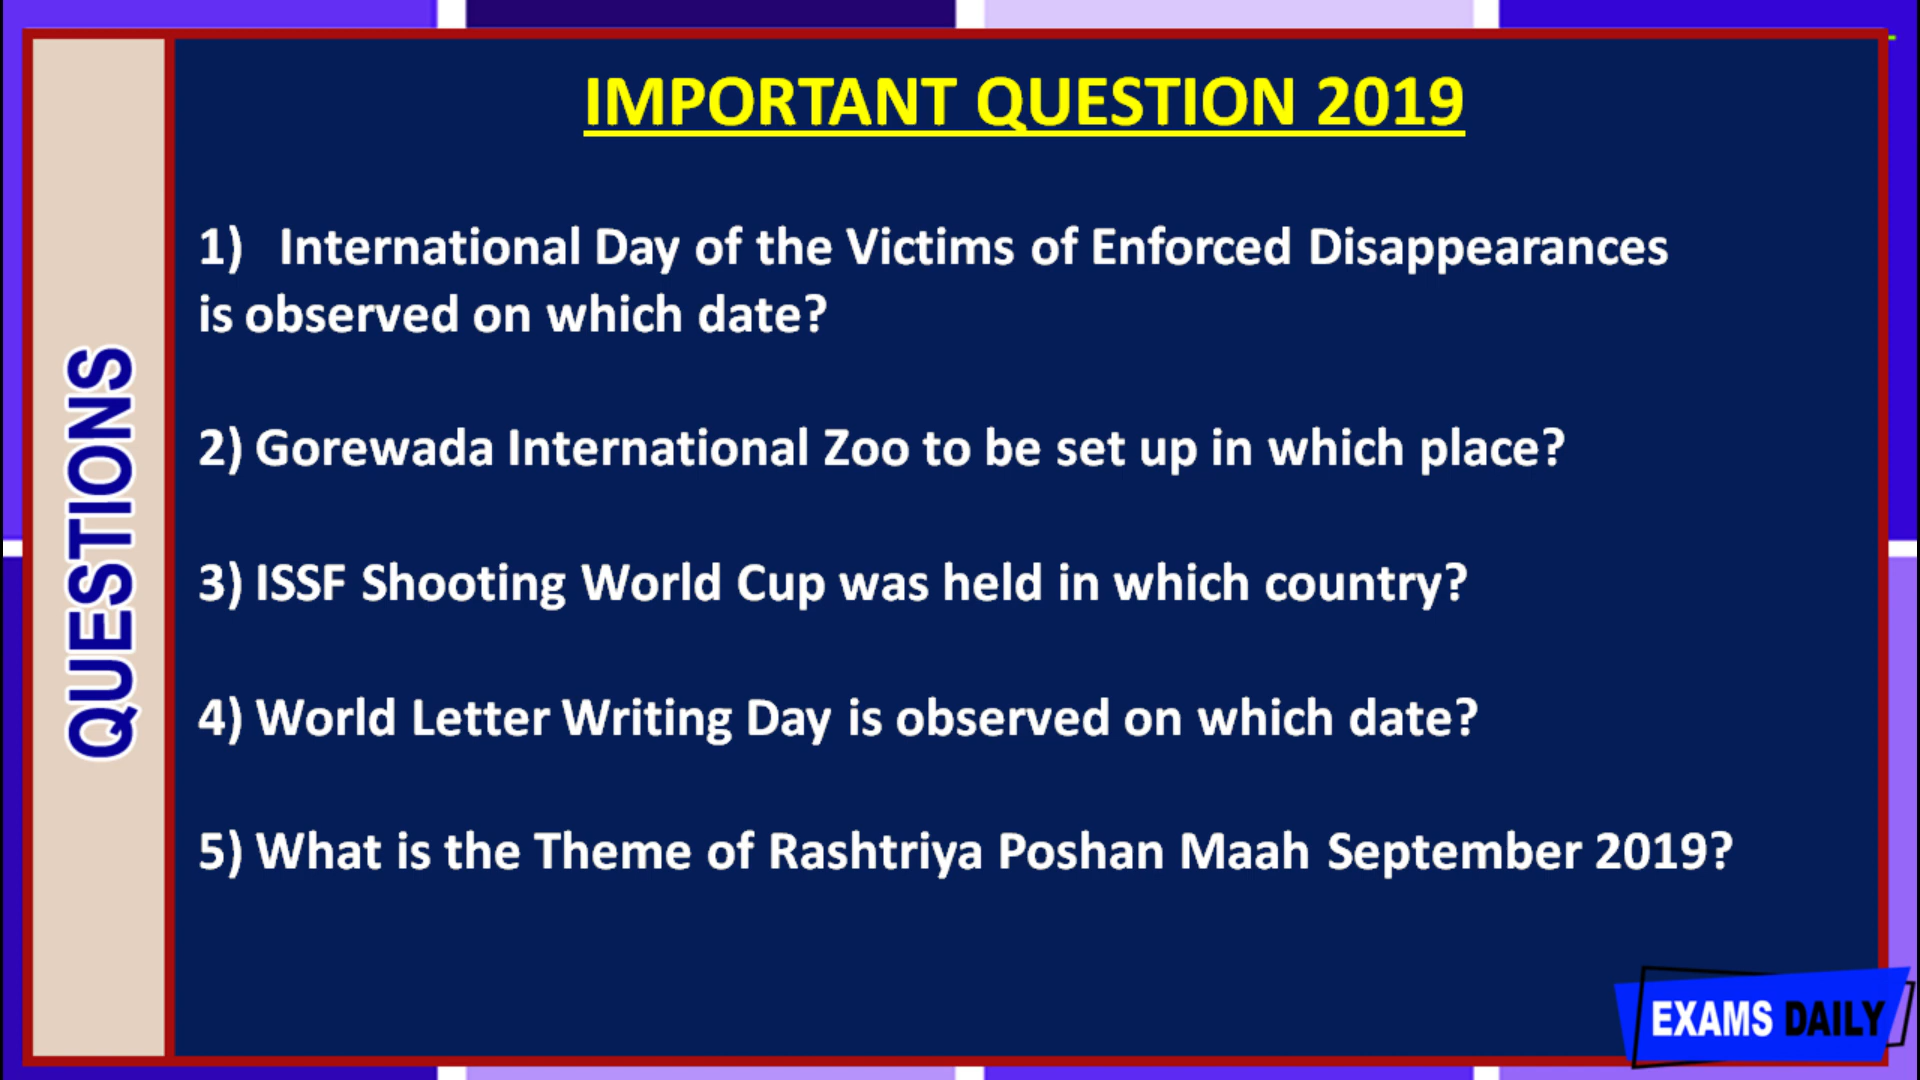 IMPORTANT QUESTION 2019
1) International Day of the Victims of Enforced Disappearances
is observed on which date?
2) Gorewada International Zoo to be set up in which place?
3) ISSF Shooting World Cup was held in which country?
4) World Letter Writing Day is observed on which date?
5) What is the Theme of Rashtriya Poshan Maah September 2019?
QUESTIONS
EXAMS DAILY